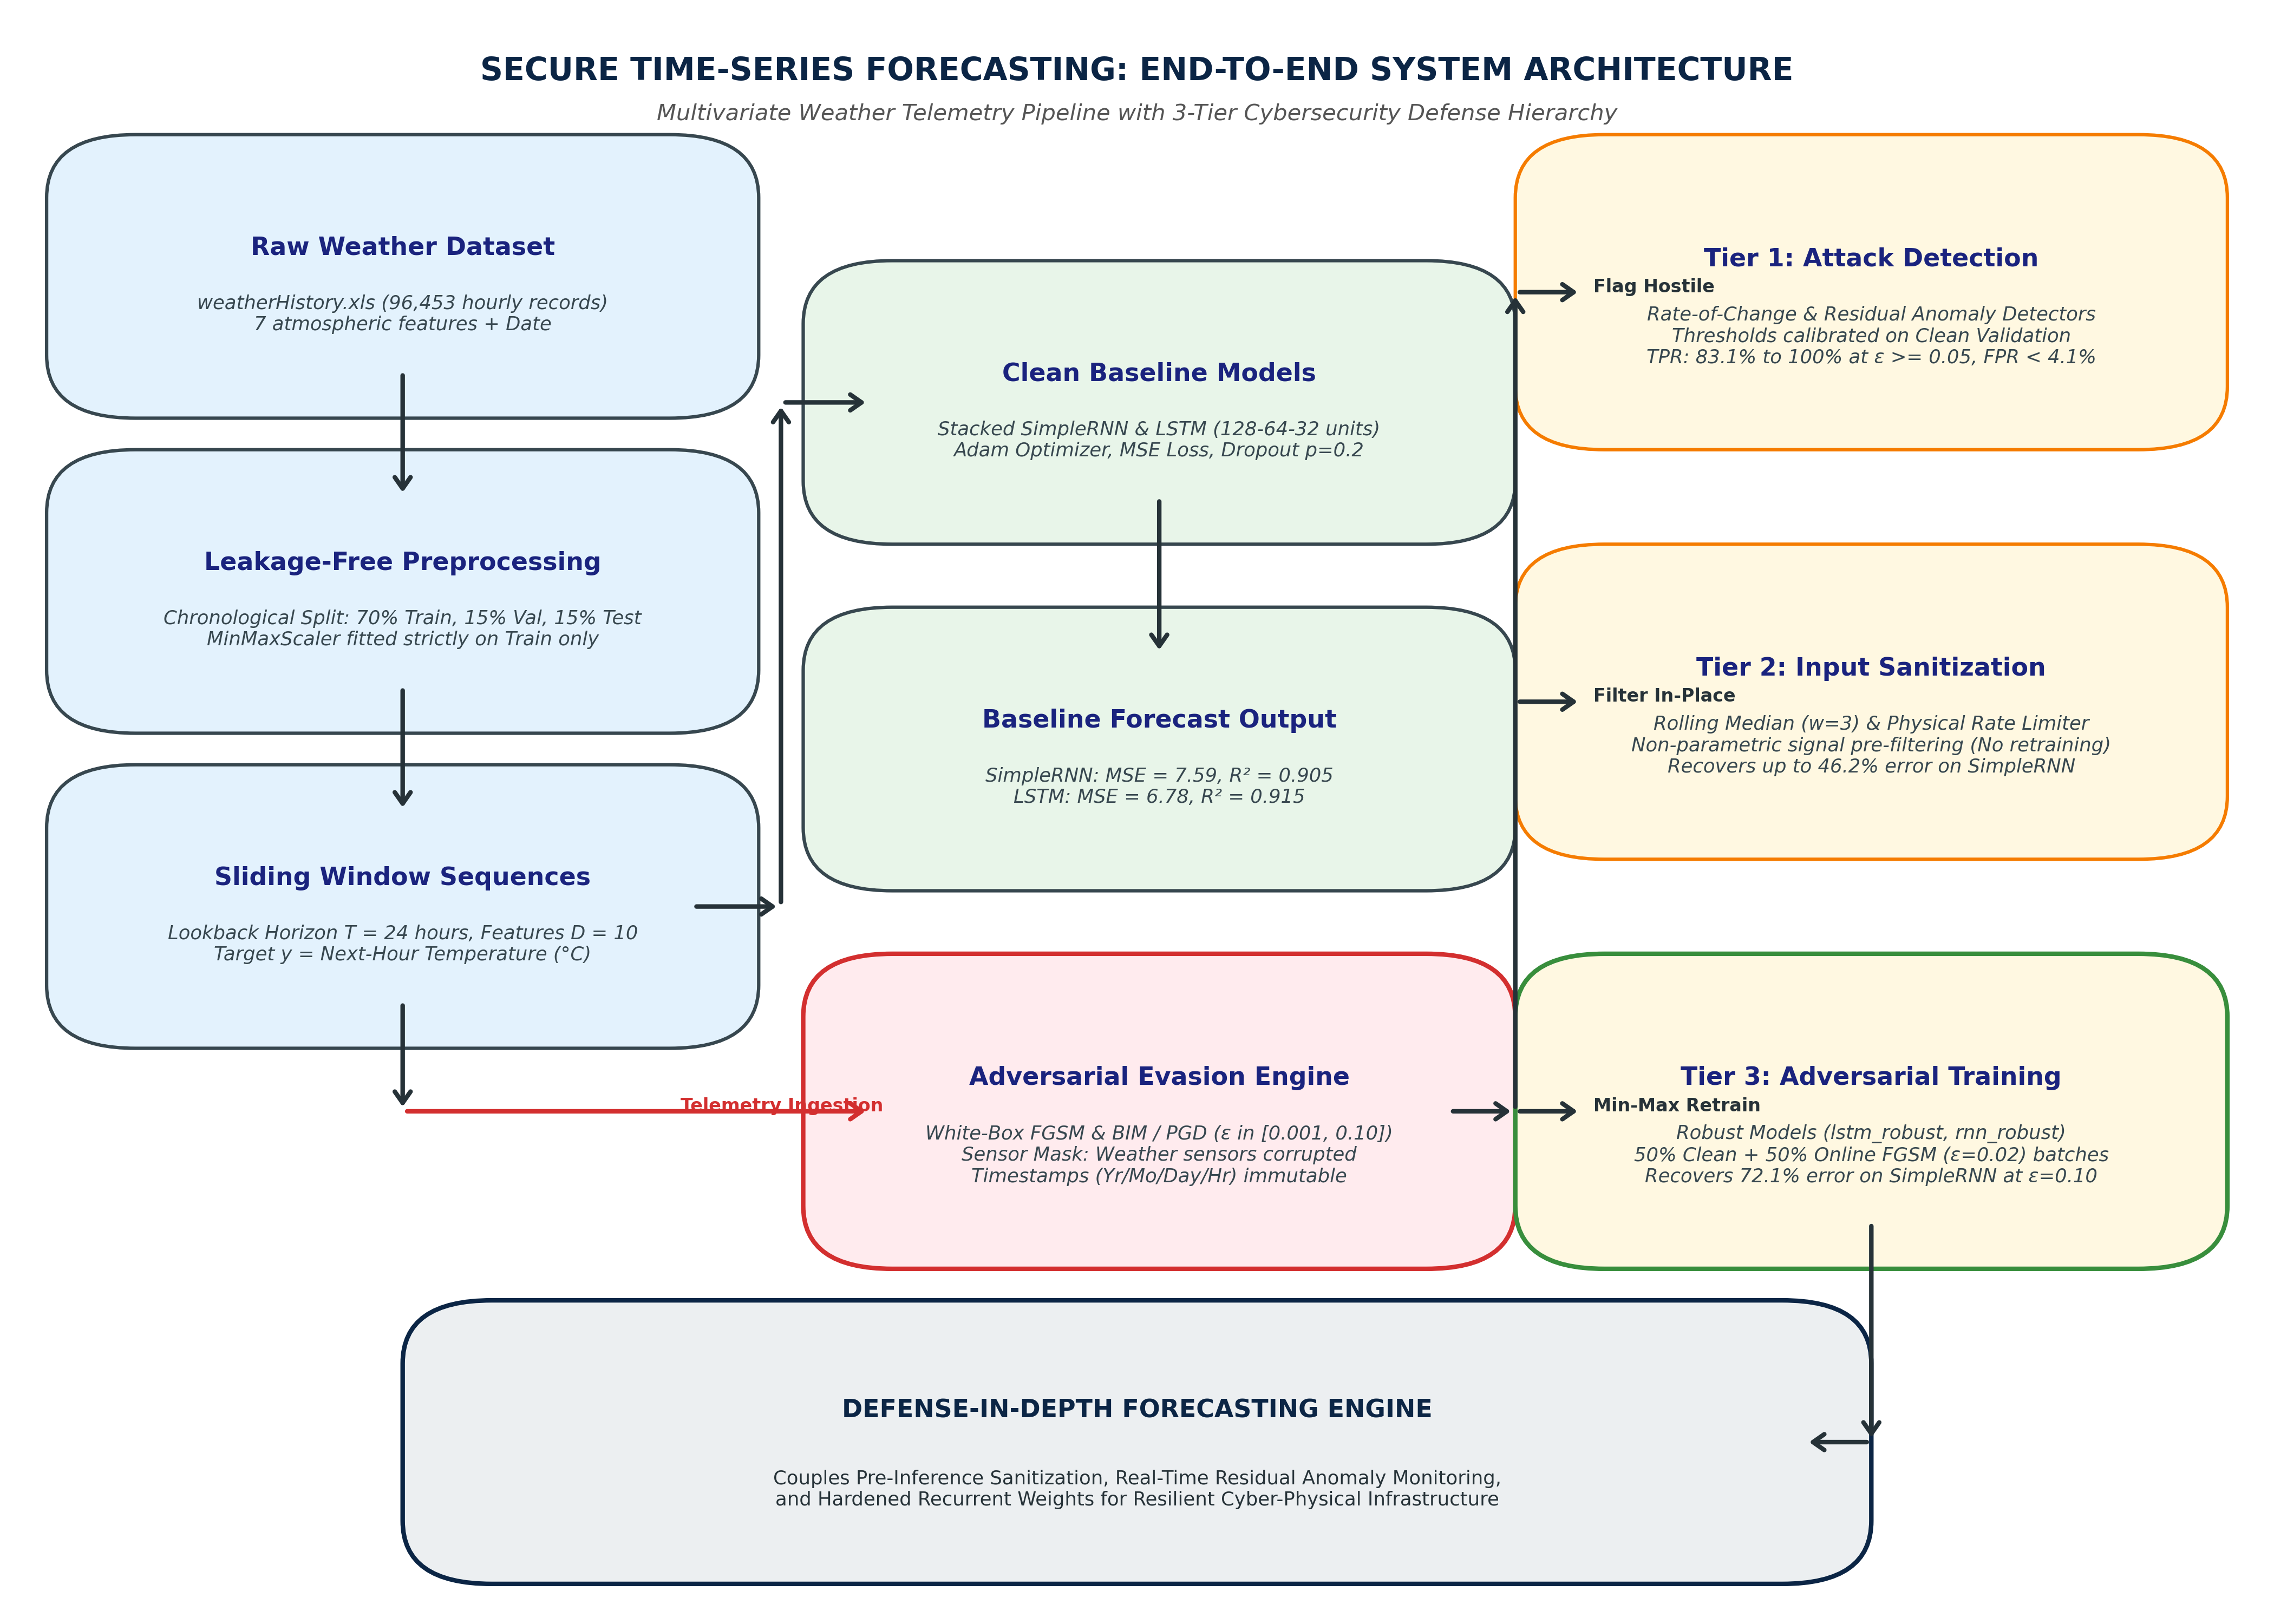 SECURE TIME-SERIES FORECASTING: END-TO-END SYSTEM ARCHITECTURE
Multivariate Weather Telemetry Pipeline with 3-Tier Cybersecurity Defense Hierarchy
Raw Weather Dataset
weatherHistory.xls (96,453 hourly records)
7 atmospheric features + Date
Leakage-Free Preprocessing
Chronological Split: 70% Train, 15% Val, 15% Test
MinMaxScaler fitted strictly on Train only
Sliding Window Sequences
Lookback Horizon T = 24 hours, Features D = 10
Target y = Next-Hour Temperature (°C)
Clean Baseline Models
Stacked SimpleRNN & LSTM (128-64-32 units)
Adam Optimizer, MSE Loss, Dropout p=0.2
Baseline Forecast Output
SimpleRNN: MSE = 7.59, R² = 0.905
LSTM: MSE = 6.78, R² = 0.915
Telemetry Ingestion
Adversarial Evasion Engine
White-Box FGSM & BIM / PGD (ε in [0.001, 0.10])
Sensor Mask: Weather sensors corrupted
Timestamps (Yr/Mo/Day/Hr) immutable
Tier 1: Attack Detection
Flag Hostile
Rate-of-Change & Residual Anomaly Detectors
Thresholds calibrated on Clean Validation
TPR: 83.1% to 100% at ε >= 0.05, FPR < 4.1%
Tier 2: Input Sanitization
Filter In-Place
Rolling Median (w=3) & Physical Rate Limiter
Non-parametric signal pre-filtering (No retraining)
Recovers up to 46.2% error on SimpleRNN
Tier 3: Adversarial Training
Min-Max Retrain
Robust Models (lstm_robust, rnn_robust)
50% Clean + 50% Online FGSM (ε=0.02) batches
Recovers 72.1% error on SimpleRNN at ε=0.10
DEFENSE-IN-DEPTH FORECASTING ENGINE
Couples Pre-Inference Sanitization, Real-Time Residual Anomaly Monitoring,
and Hardened Recurrent Weights for Resilient Cyber-Physical Infrastructure